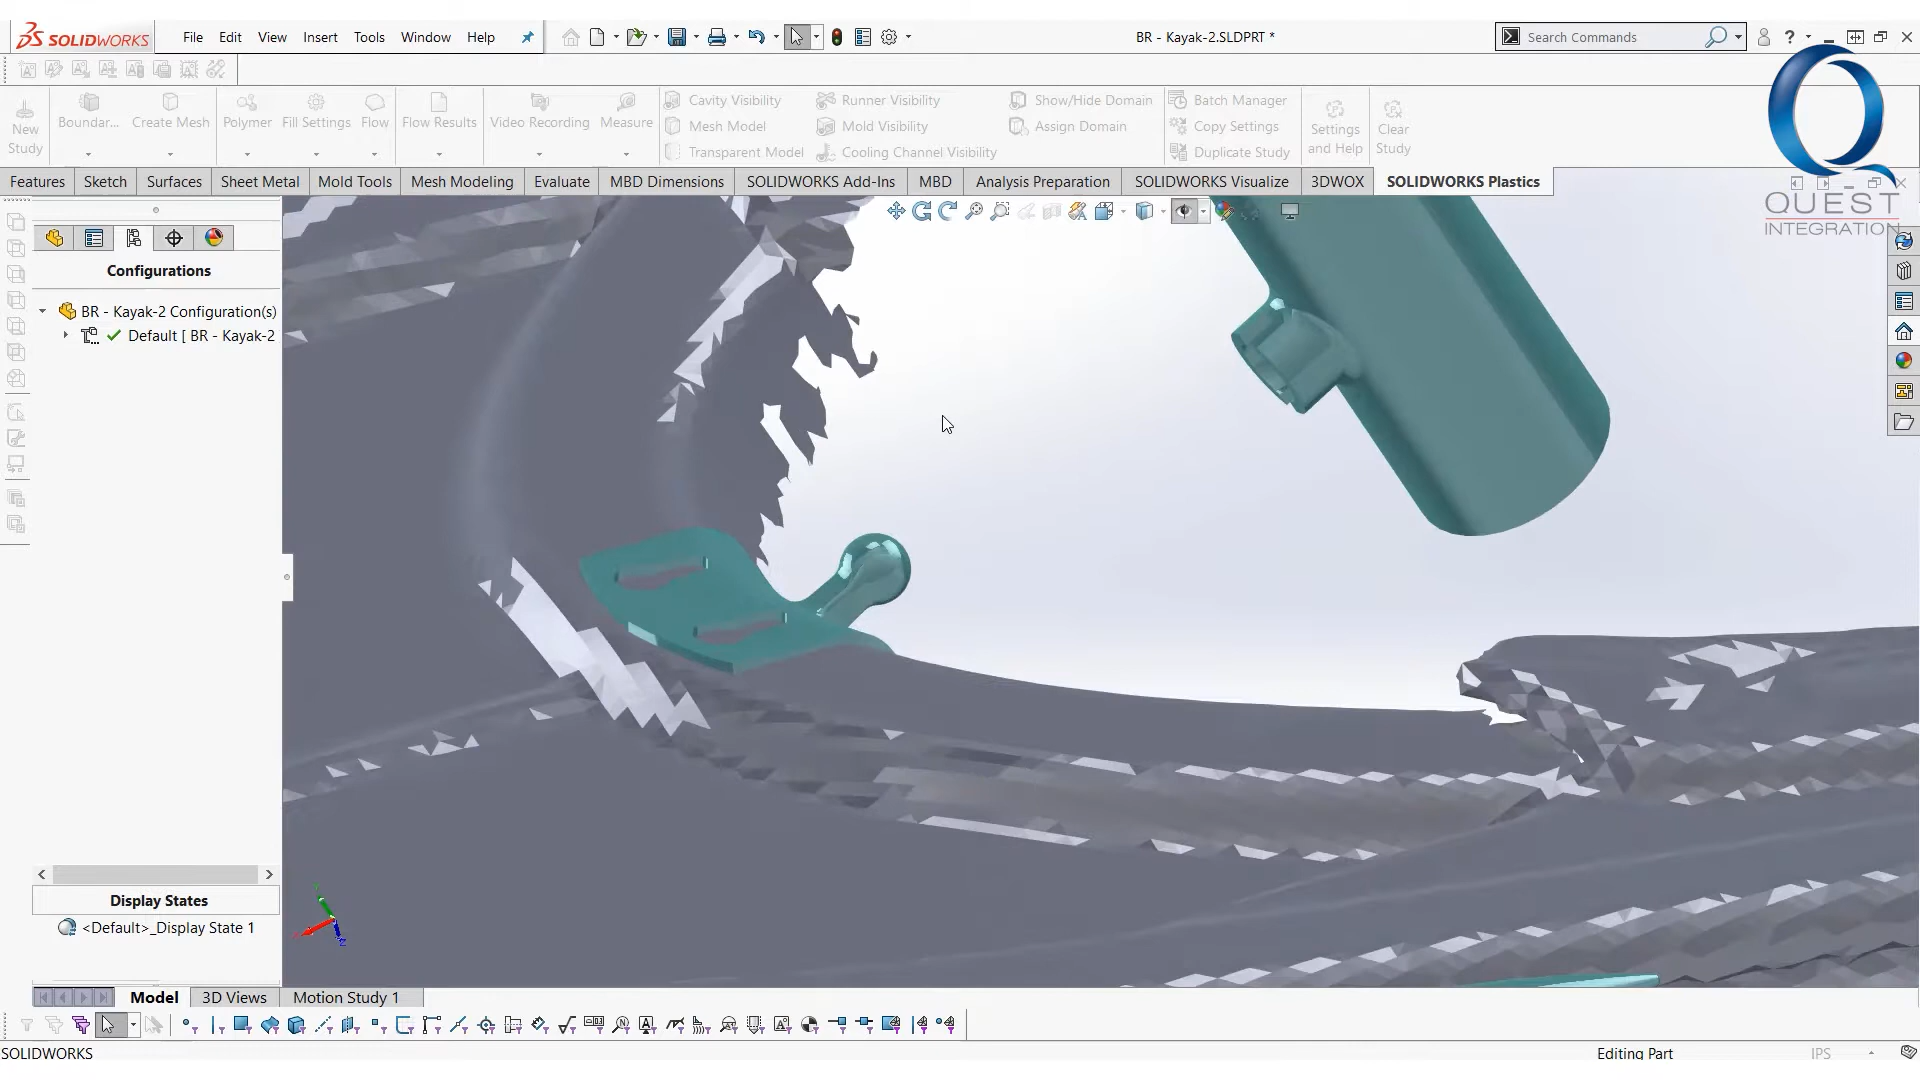 SOLIDWORKS File Edit View Insert Tools Window Help BR - Kayak-2.SLDPRT * Search Commands
New Study Boundar... Create Mesh Polymer Fill Settings Flow Flow Results Video Recording Measure
Cavity Visibility Runner Visibility Show/Hide Domain Batch Manager
Mesh Model Mold Visibility Assign Domain Copy Settings
Transparent Model Cooling Channel Visibility Duplicate Study
Settings and Help Clear Study
Features Sketch Surfaces Sheet Metal Mold Tools Mesh Modeling Evaluate MBD Dimensions SOLIDWORKS Add-Ins MBD Analysis Preparation SOLIDWORKS Visualize 3DWOX SOLIDWORKS Plastics
QUEST
INTEGRATION
Configurations
BR - Kayak-2 Configuration(s)
Default [ BR - Kayak-2
Display States
<Default>_Display State 1
Model 3D Views Motion Study 1
SOLIDWORKS Editing Part IPS